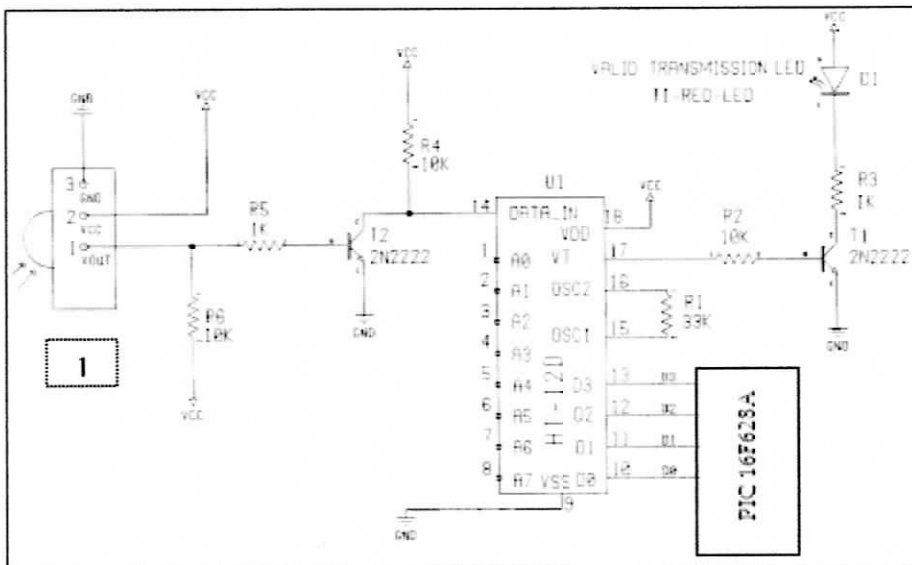 VCC
VALID TRANSMISSION LED
T1-RED-LED
D1
GND
VCC
VCC
R4
10K
R3
1K
3
GND
2
VCC
1
VOUT
R5
1K
T2
2N2222
GND
R6
10K
VCC
1
U1
VCC
14
DATA_IN
VDD
18
1
A0
VT
17
R2
10K
T1
2N2222
GND
2
A1
OSC2
16
R1
33K
3
A2
4
A3
OSC1
15
HT-12D
5
A4
D3
13
D3
6
A5
D2
12
D2
7
A6
D1
11
D1
8
A7
VSS
D0
10
D0
9
GND
PIC 16F628A